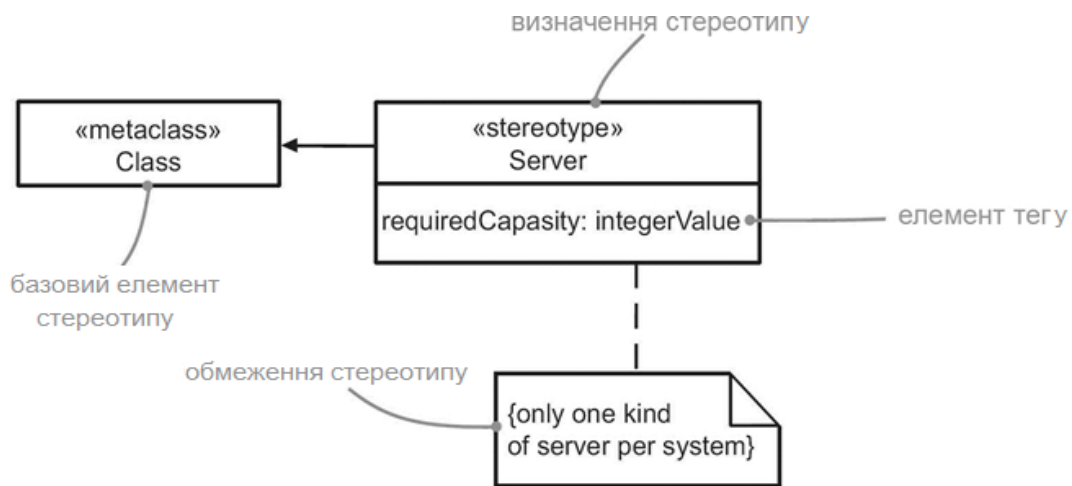 визначення стереотипу
«metaclass»
Class
«stereotype»
Server
requiredCapasity: integerValue
елемент тегу
базовий елемент
стереотипу
обмеження стереотипу
{only one kind
of server per system}